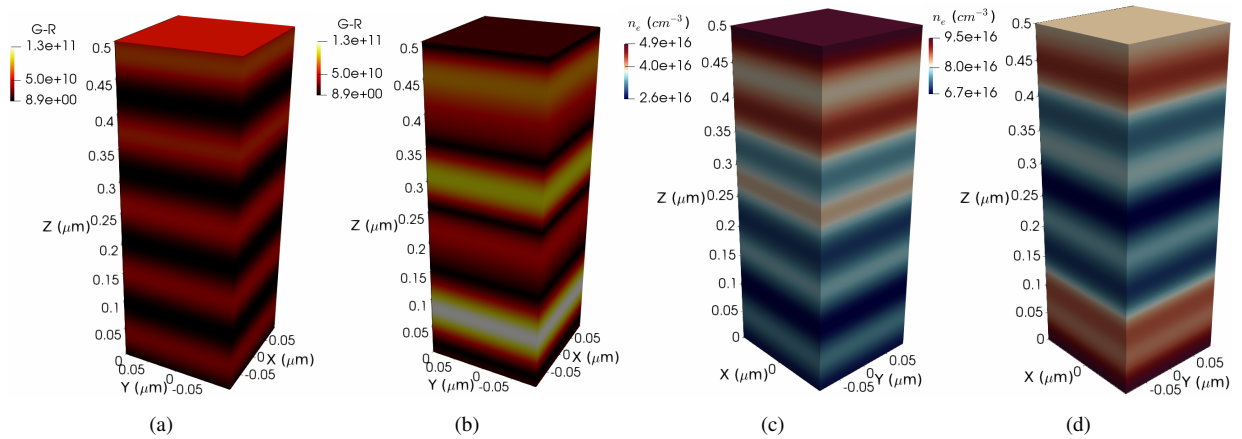 G-R
1.3e+11
5.0e+10
8.9e+00
0.5
0.45
0.4
0.35
0.3
Z (μm)0.25
0.2
0.15
0.1
0.05
0
0.05
0
Y (μm)
-0.05
0.05
0
X (μm)
-0.05
(a)
G-R
1.3e+11
5.0e+10
8.9e+00
0.5
0.45
0.4
0.35
0.3
Z (μm)0.25
0.2
0.15
0.1
0.05
0
0.05
0
Y (μm)
-0.05
0.05
0
X (μm)
-0.05
(b)
n_e (cm^{-3})
4.9e+16
4.0e+16
2.6e+16
0.5
0.45
0.4
0.35
0.3
Z (μm)0.25
0.2
0.15
0.1
0.05
0
X (μm)0
-0.05
0
Y (μm)
0.05
(c)
n_e (cm^{-3})
9.5e+16
8.0e+16
6.7e+16
0.5
0.45
0.4
0.35
0.3
Z (μm)0.25
0.2
0.15
0.1
0.05
0
X (μm)0
-0.05
0
Y (μm)
0.05
(d)